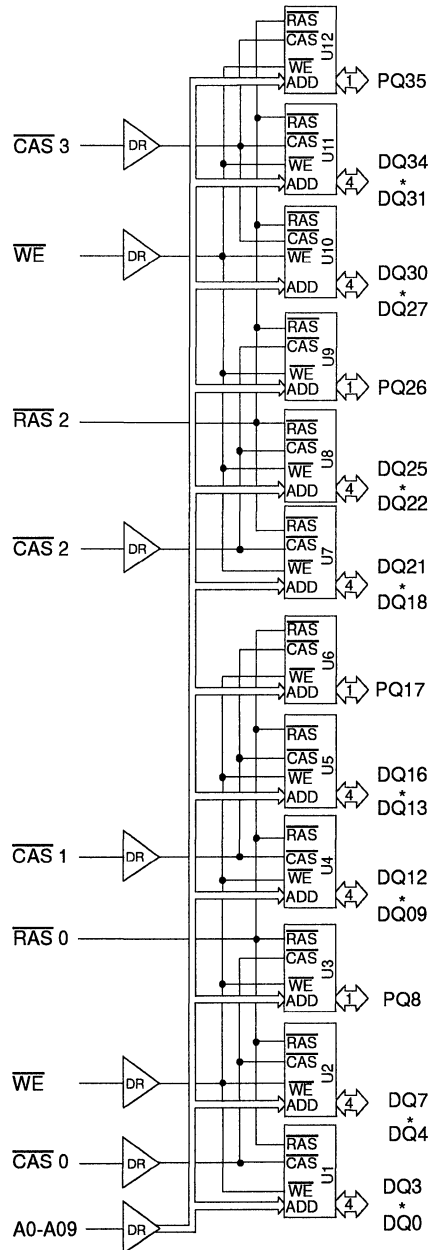 RAS
CAS
WE
ADD
U12
1
PQ35
CAS 3
DR
RAS
CAS
WE
ADD
U11
4
DQ34
*
DQ31
WE
DR
RAS
CAS
WE
ADD
U10
4
DQ30
*
DQ27
RAS
CAS
WE
ADD
U9
1
PQ26
RAS 2
RAS
CAS
WE
ADD
U8
4
DQ25
*
DQ22
CAS 2
DR
RAS
CAS
WE
ADD
U7
4
DQ21
*
DQ18
RAS
CAS
WE
ADD
U6
1
PQ17
RAS
CAS
WE
ADD
U5
4
DQ16
*
DQ13
CAS 1
DR
RAS
CAS
WE
ADD
U4
4
DQ12
*
DQ09
RAS 0
RAS
CAS
WE
ADD
U3
1
PQ8
WE
DR
RAS
CAS
WE
ADD
U2
4
DQ7
*
DQ4
CAS 0
DR
RAS
CAS
WE
ADD
U1
4
DQ3
*
DQ0
A0-A09
DR